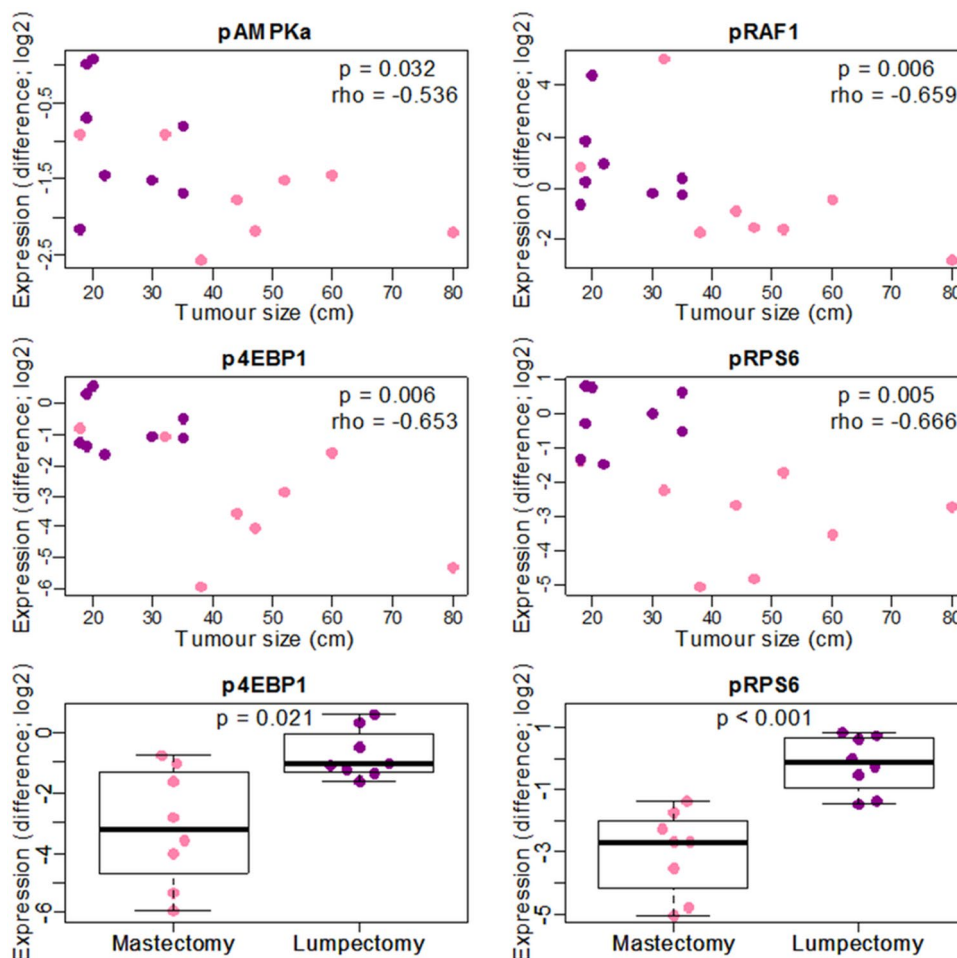 pAMPKa
p = 0.032
rho = -0.536
Expression (difference; log2)
-0.5
-1.5
-2.5
20 30 40 50 60 70 80
Tumour size (cm)
pRAF1
p = 0.006
rho = -0.659
Expression (difference; log2)
4
2
0
-2
20 30 40 50 60 70 80
Tumour size (cm)
p4EBP1
p = 0.006
rho = -0.653
Expression (difference; log2)
0
-1
-2
-3
-4
-5
-6
20 30 40 50 60 70 80
Tumour size (cm)
pRPS6
p = 0.005
rho = -0.666
Expression (difference; log2)
1
0
-1
-2
-3
-4
-5
20 30 40 50 60 70 80
Tumour size (cm)
p4EBP1
p = 0.021
Expression (difference; log2)
0
-2
-4
-6
Mastectomy Lumpectomy
pRPS6
p < 0.001
Expression (difference; log2)
1
-1
-3
-5
Mastectomy Lumpectomy